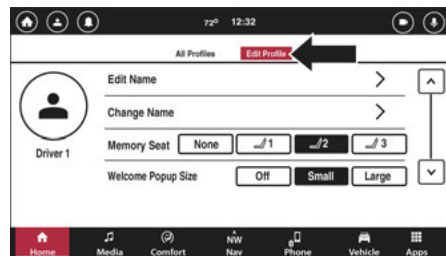 72º 12:32
All Profiles Edit Profile
Edit Name
Change Name
Driver 1
Memory Seat None 1 2 3
Welcome Popup Size Off Small Large
NW
Home Media Comfort Nav Phone Vehicle Apps